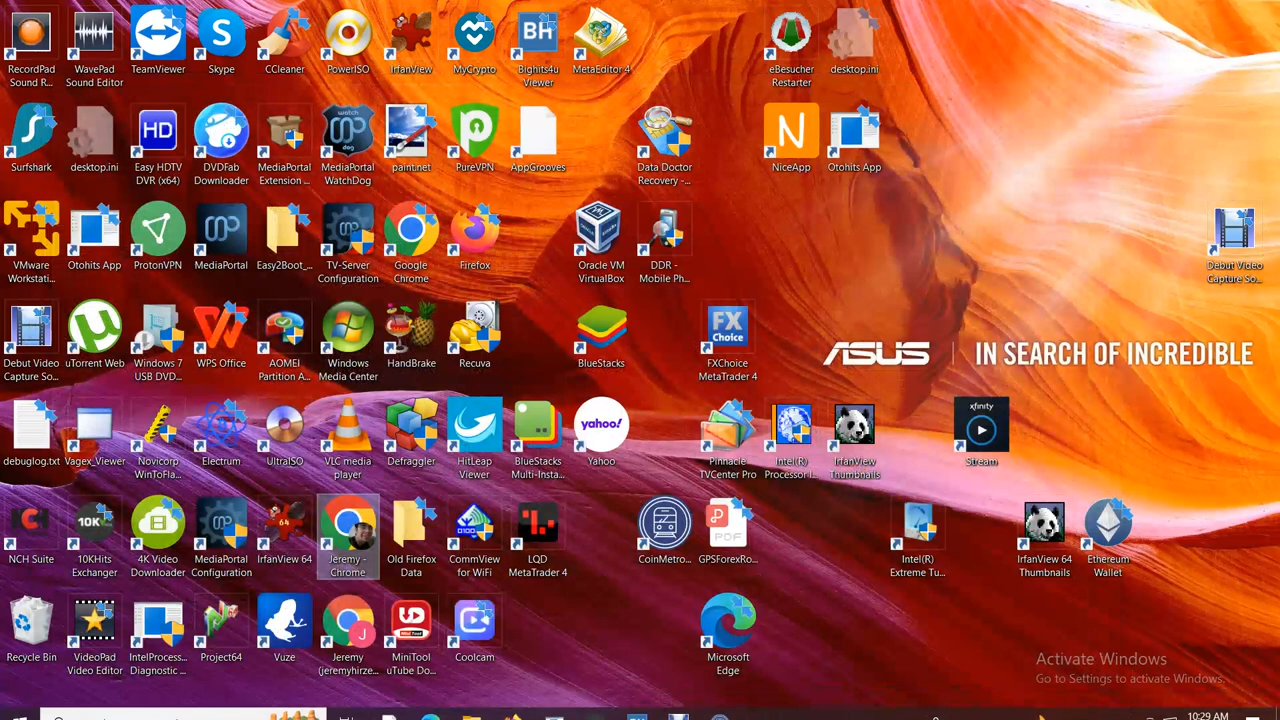 RecordPad
Sound R...
WavePad
Sound Editor
TeamViewer
S
Skype
CCleaner
PowerISO
IrfanView
MyCrypto
BH
Bighits4u
Viewer
MetaEditor 4
eBesucher
Restarter
desktop.ini
Surfshark
desktop.ini
HD
Easy HDTV
DVR (x64)
DVDFab
Downloader
MediaPortal
Extension ...
watch
dog
MediaPortal
WatchDog
paint.net
PureVPN
AppGrooves
Data Doctor
Recovery -...
N
NiceApp
Otohits App
VMware
Workstati...
Otohits App
ProtonVPN
MediaPortal
Easy2Boot_...
TV-Server
Configuration
Google
Chrome
Firefox
Oracle VM
VirtualBox
DDR -
Mobile Ph...
Debut Video
Capture So...
Debut Video
Capture So...
uTorrent Web
Windows 7
USB DVD...
WPS Office
AOMEI
Partition A...
Windows
Media Center
HandBrake
Recuva
BlueStacks
FX
Choice
FXChoice
MetaTrader 4
ASUS
IN SEARCH OF INCREDIBLE
debuglog.txt
Vagex_Viewer
Novicorp
WinToFla...
Electrum
UltraISO
VLC media
player
Defraggler
HitLeap
Viewer
BlueStacks
Multi-Insta...
yahoo!
Yahoo
Pinnacle
TVCenter Pro
Intel(R)
Processor I...
IrfanView
Thumbnails
xfinity
Stream
NCH Suite
10K
10KHits
Exchanger
4K Video
Downloader
MediaPortal
Configuration
64
IrfanView 64
Jeremy -
Chrome
Old Firefox
Data
CommView
for WiFi
LQD
MetaTrader 4
CoinMetro...
PDF
GPSForexRo...
Intel(R)
Extreme Tu...
IrfanView 64
Thumbnails
Ethereum
Wallet
Recycle Bin
VideoPad
Video Editor
IntelProcess...
Diagnostic ...
Project64
Vuze
J
Jeremy
(jeremyhirze...
MiniTool
uTube Do...
Coolcam
Microsoft
Edge
Activate Windows
Go to Settings to activate Windows.
10:29 AM